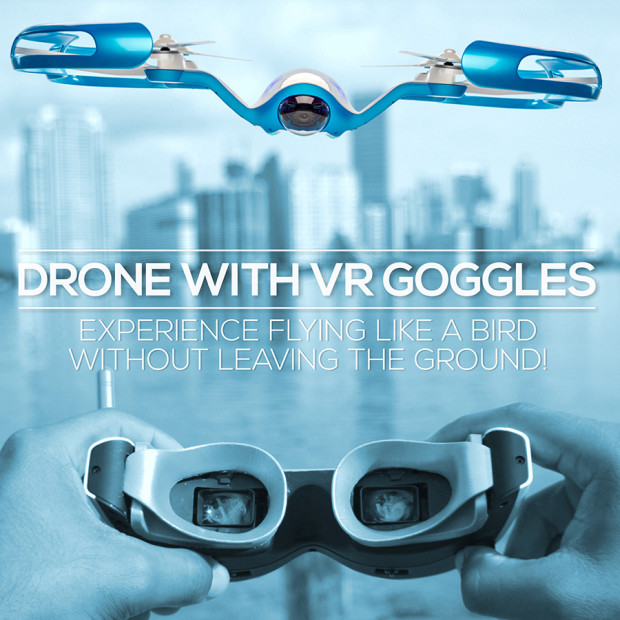 DRONE WITH VR GOGGLES
EXPERIENCE FLYING LIKE A BIRD
WITHOUT LEAVING THE GROUND!